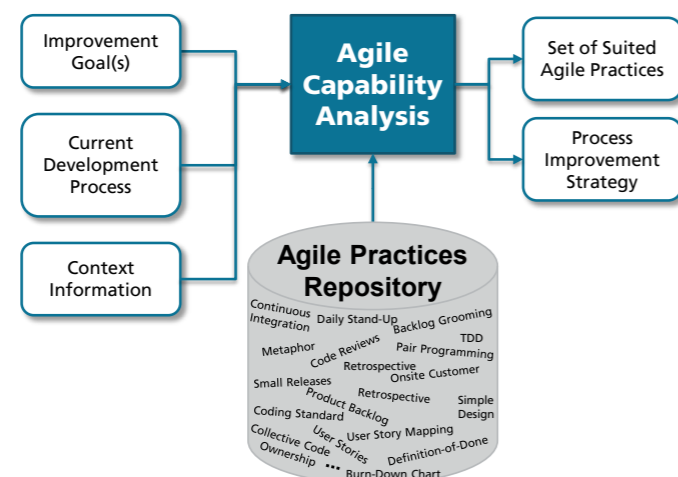 Improvement
Goal(s)
Current
Development
Process
Context
Information
Agile
Capability
Analysis
Set of Suited
Agile Practices
Process
Improvement
Strategy
Agile Practices
Repository
Continuous
Integration
Daily Stand-Up
Backlog Grooming
Metaphor
Code Reviews
TDD
Pair Programming
Retrospective
Onsite Customer
Small Releases
Product Backlog
Retrospective
Simple
Design
Coding Standard
User Stories
User Story Mapping
Collective Code
Ownership
Definition-of-Done
...
Burn-Down Chart